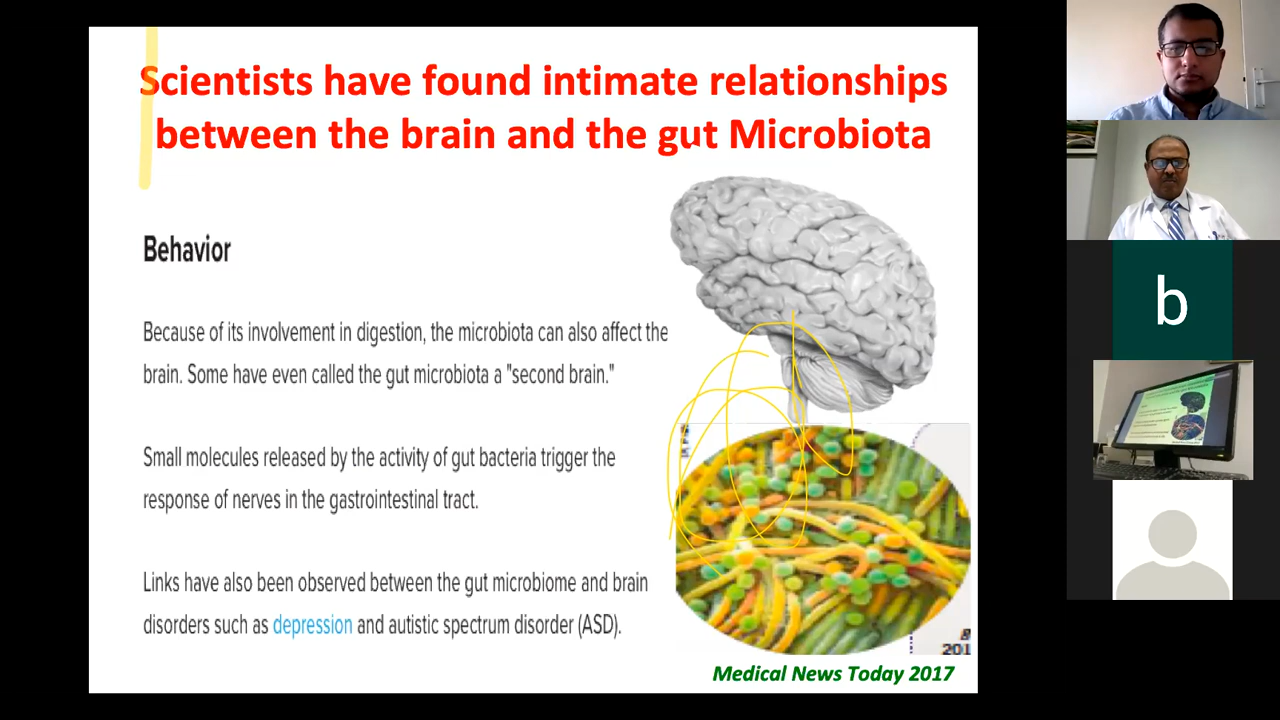 Scientists have found intimate relationships
between the brain and the gut Microbiota
Behavior
Because of its involvement in digestion, the microbiota can also affect the
brain. Some have even called the gut microbiota a "second brain."
Small molecules released by the activity of gut bacteria trigger the
response of nerves in the gastrointestinal tract.
Links have also been observed between the gut microbiome and brain
disorders such as depression and autistic spectrum disorder (ASD).
201
Medical News Today 2017
b